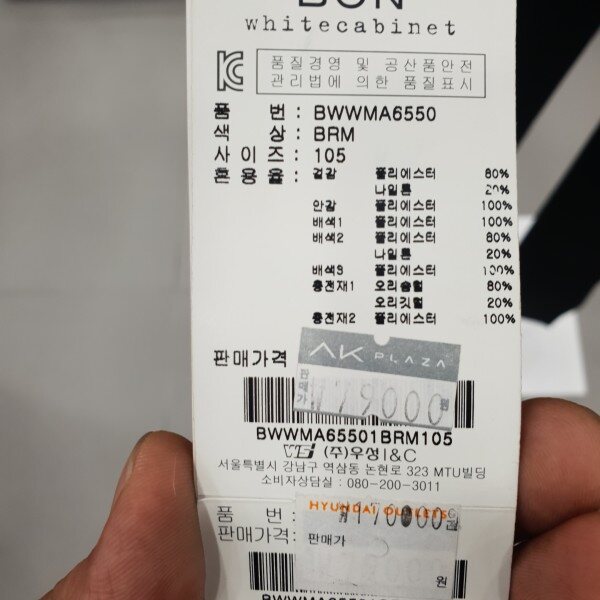 BON
whitecabinet
품질경영 및 공산품안전
관리법에 의한 품질표시
품 번 : BWWMA6550
색 상 : BRM
사 이 즈 : 105
혼 용 율 : 겉감 폴리에스터 80%
나일론 20%
안감 폴리에스터 100%
배색1 폴리에스터 100%
배색2 폴리에스터 80%
나일론 20%
배색3 폴리에스터 100%
충전재1 오리솜털 80%
오리깃털 20%
충전재2 폴리에스터 100%
판매가격
AK PLAZA
판매가 179000 원
BWWMA65501BRM105
(주)우성 I&C
서울특별시 강남구 역삼동 논현로 323 MTU빌딩
소비자상담실 : 080-200-3011
HYUNDAI OUTLETS
품 번 :
판매가격: 판매가
원